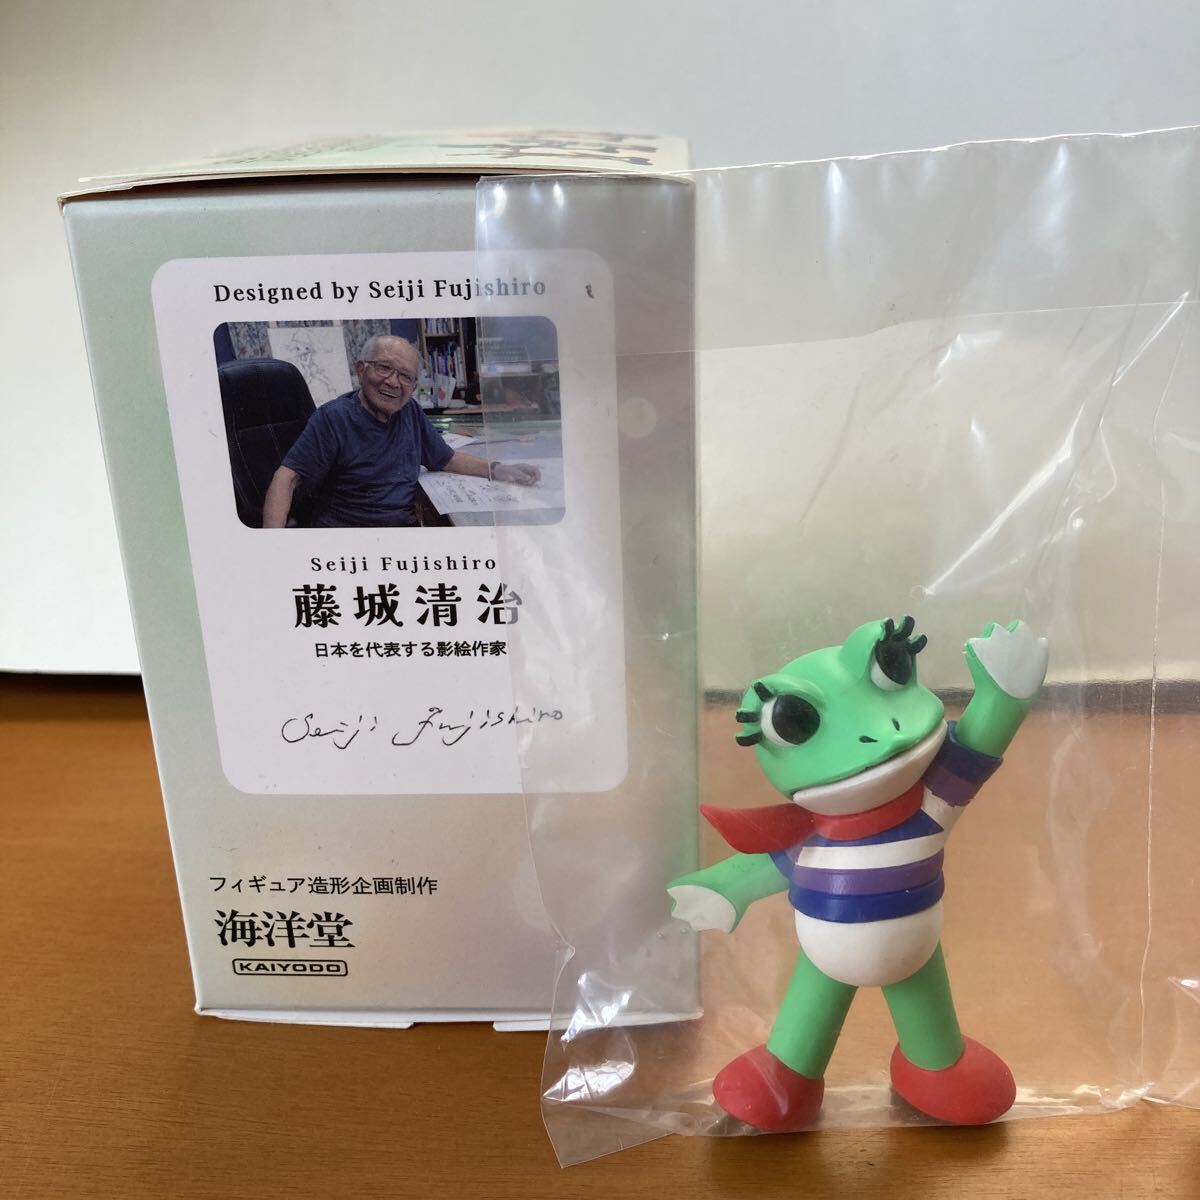 Designed by Seiji Fujishiro
Seiji Fujishiro
藤城清治
日本を代表する影絵作家
Seiji Fujishiro
フィギュア造形企画制作
海洋堂
KAIYODO